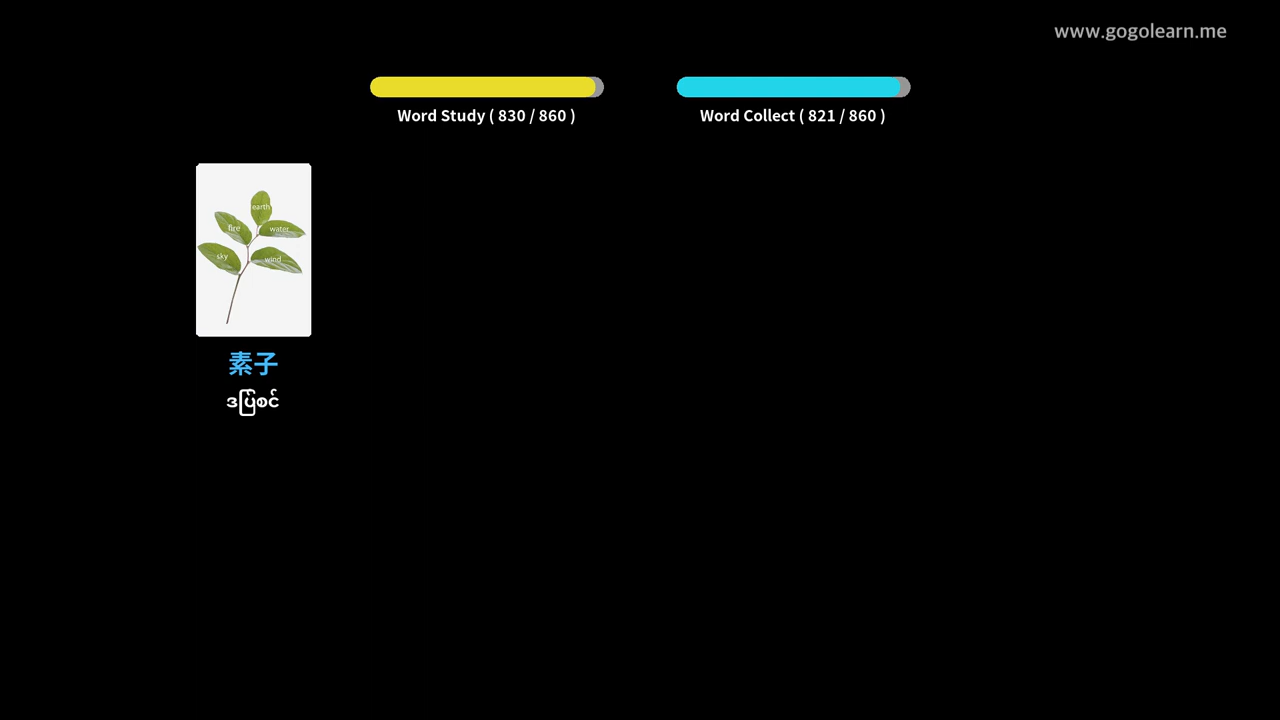 www.gogolearn.me
Word Study ( 830 / 860 )
Word Collect ( 821 / 860 )
earth
fire
water
sky
wind
素子
ဒြပ်စင်